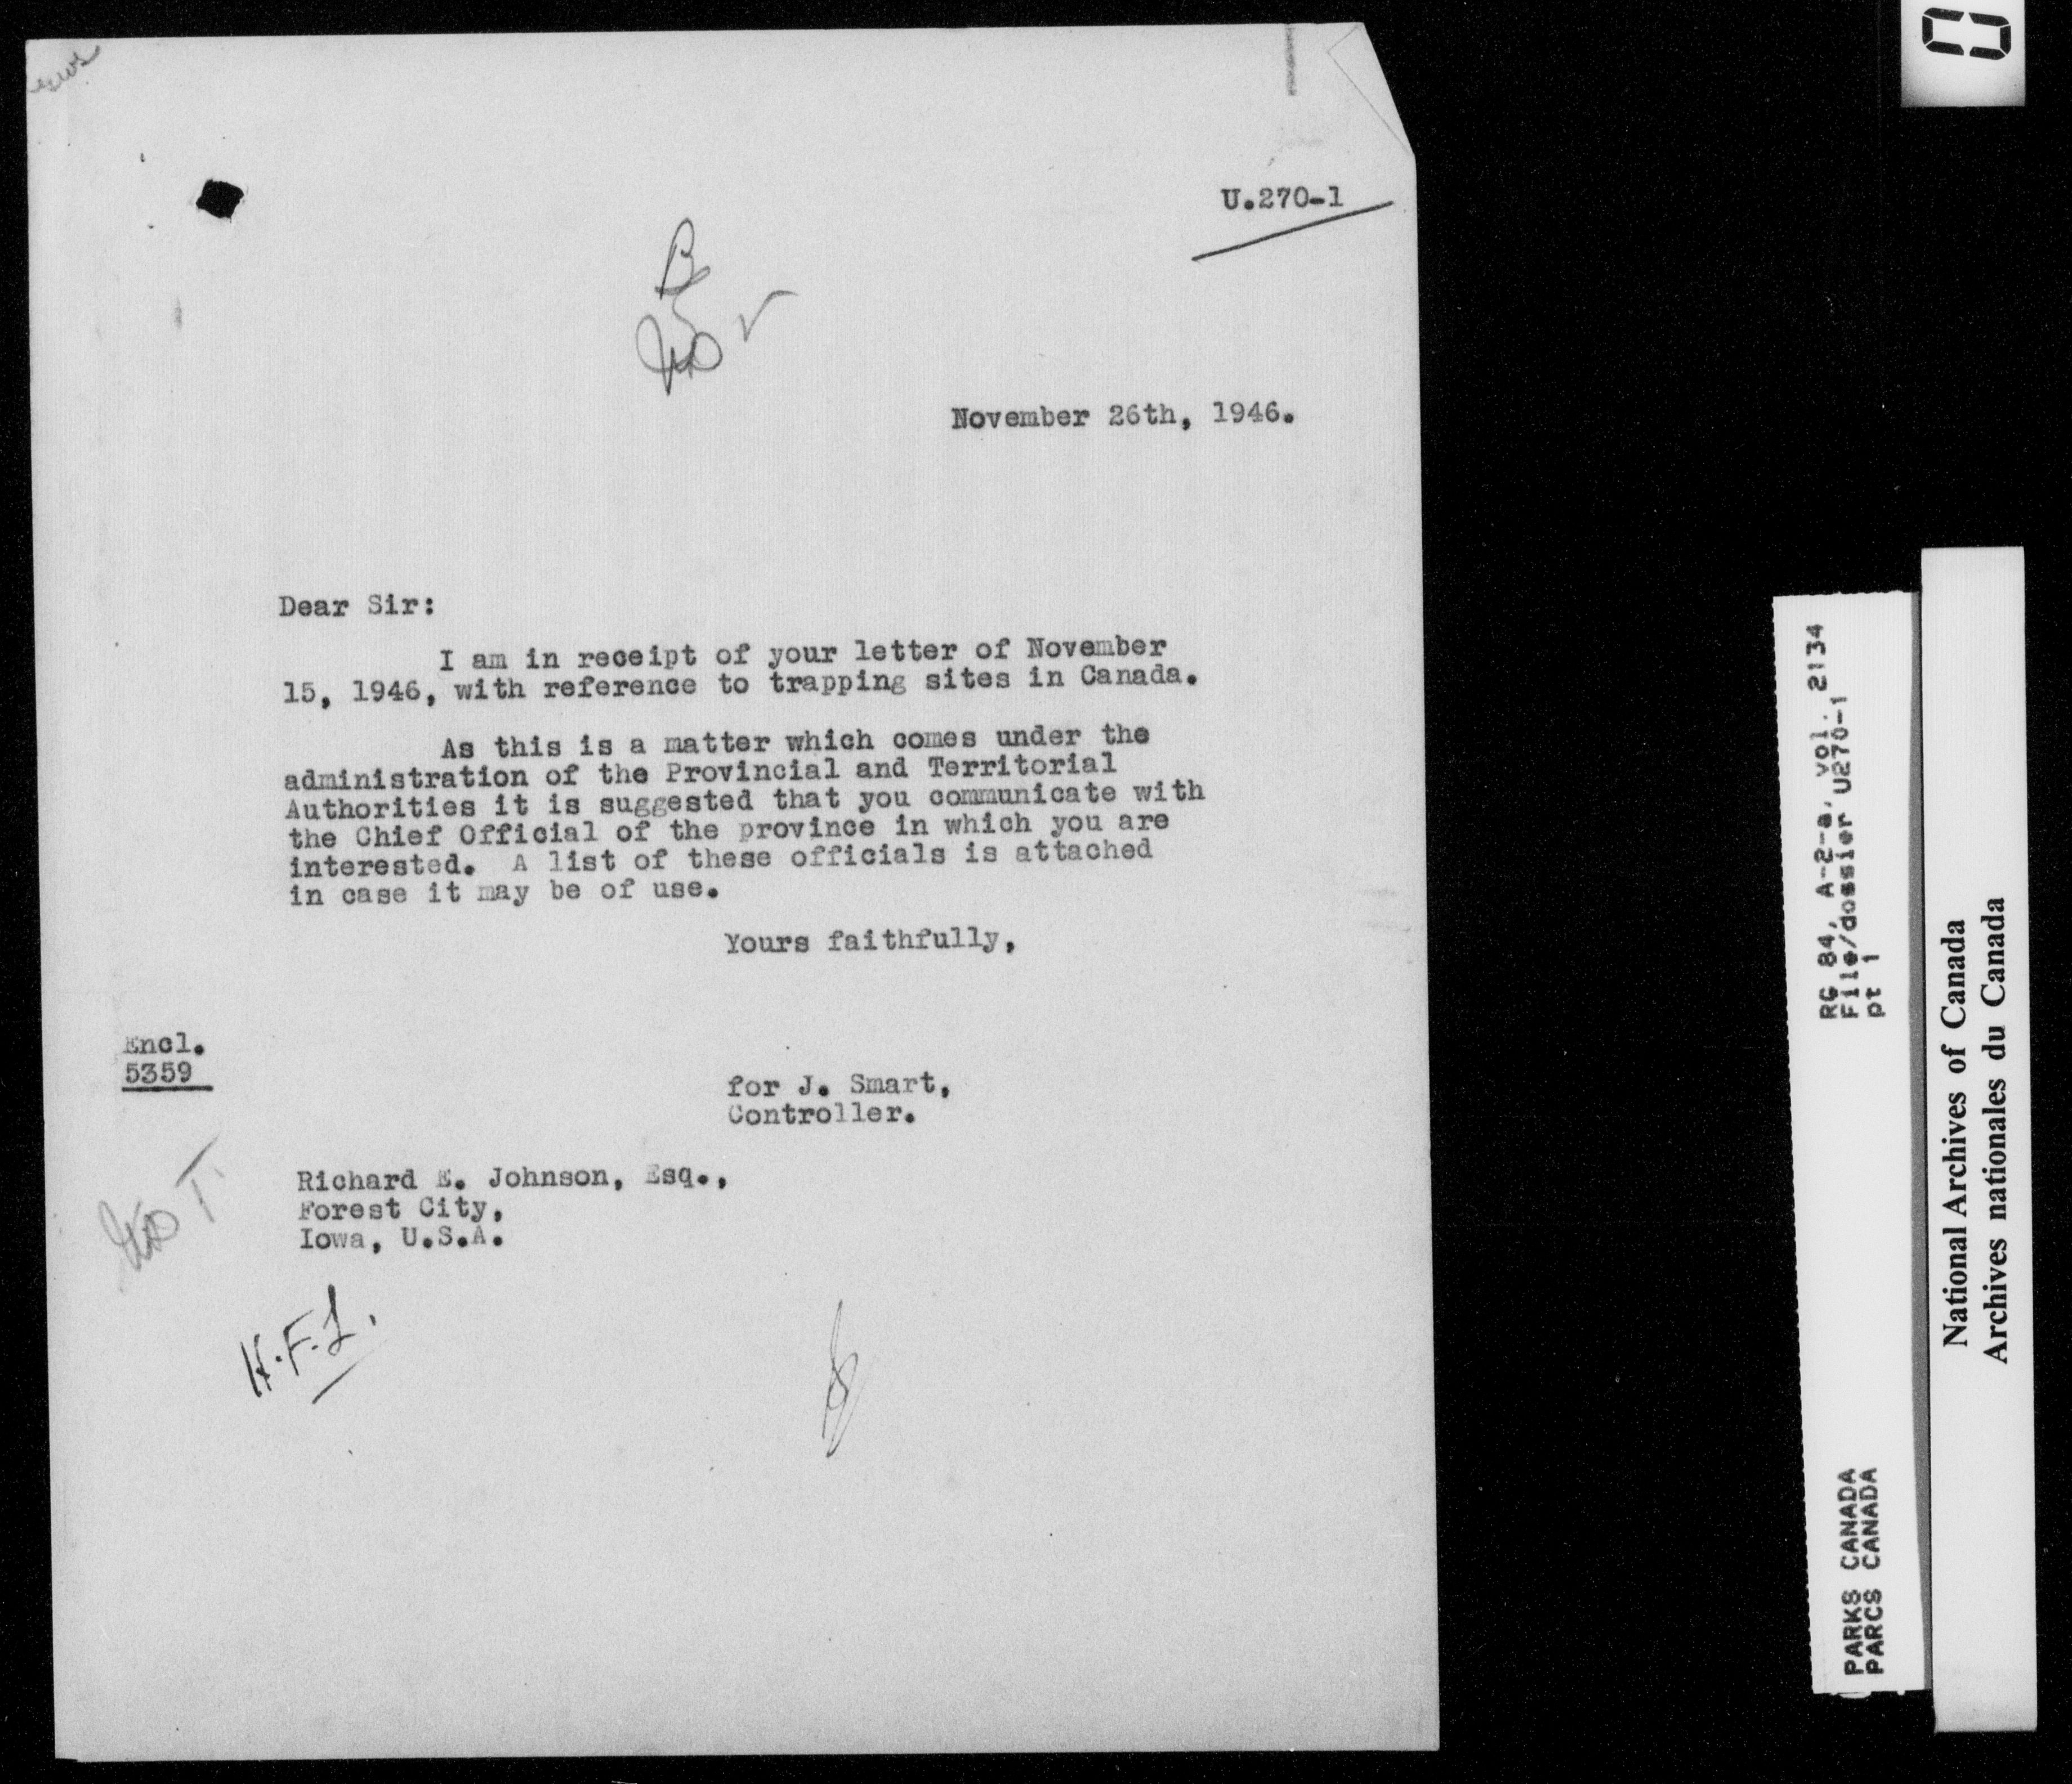 U.270-1
November 26th, 1946.
Dear Sir:
I am in receipt of your letter of November
15, 1946, with reference to trapping sites in Canada.
As this is a matter which comes under the
administration of the Provincial and Territorial
Authorities it is suggested that you communicate with
the Chief Official of the province in which you are
interested. A list of these officials is attached
in case it may be of use.
Yours faithfully,
Encl.
5359
for J. Smart,
Controller.
Richard E. Johnson, Esq.,
Forest City,
Iowa, U.S.A.
H.F.L.
RG 84, A-2-a, vol. 2134
File/dossier U270-1
pt 1
PARKS CANADA
PARCS CANADA
National Archives of Canada
Archives nationales du Canada